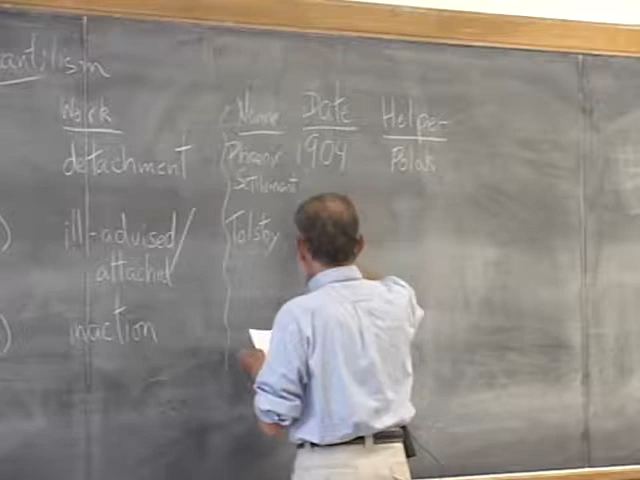 antilism
Work
Name Date Helper
detachment
Phoenix 1904 Polak
Settlement
) ill-advised/
attached
Tolstoy
) inaction